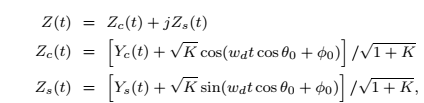 Z(t) = Z_c(t) + jZ_s(t)
Z_c(t) = [Y_c(t) + √K cos(w_d t cos θ_0 + ϕ_0)] /√1 + K
Z_s(t) = [Y_s(t) + √K sin(w_d t cos θ_0 + ϕ_0)] /√1 + K,